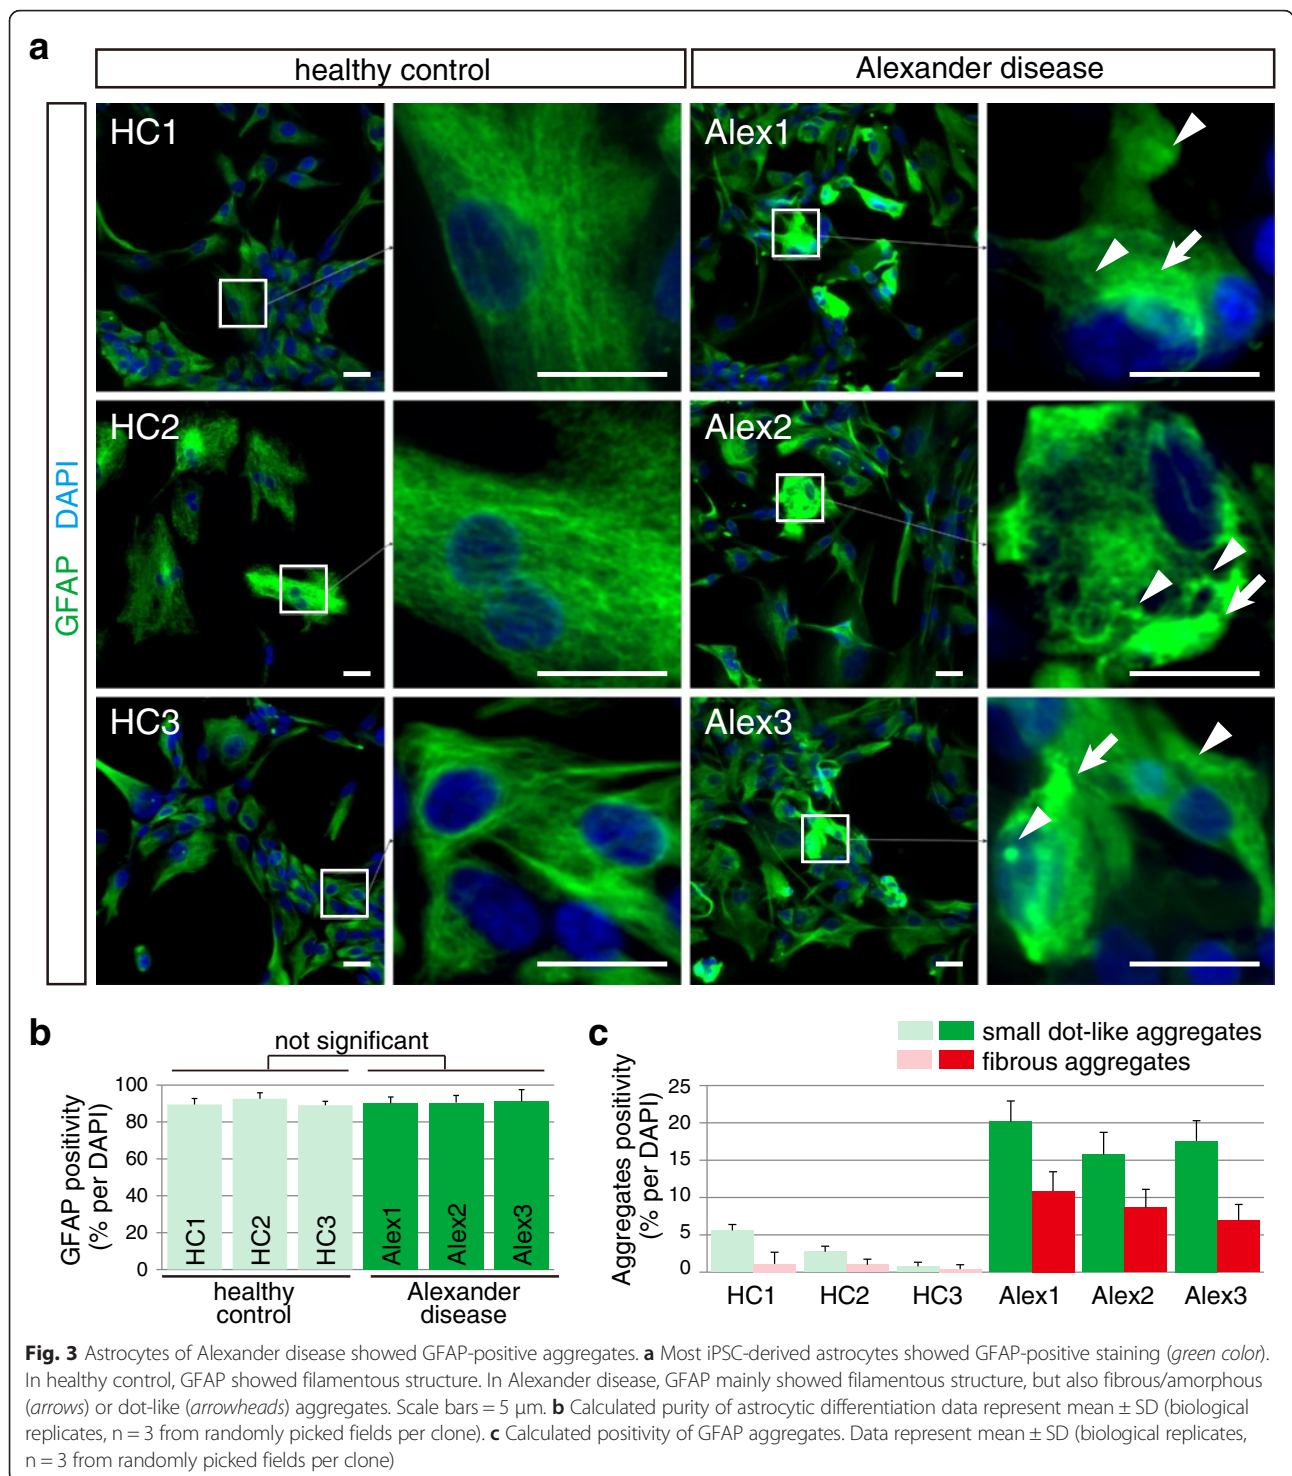 a
healthy control
Alexander disease
GFAP DAPI
HC1
Alex1
HC2
Alex2
HC3
Alex3
b
not significant
GFAP positivity
(% per DAPI)
100
80
60
40
20
0
HC1
HC2
HC3
Alex1
Alex2
Alex3
healthy
control
Alexander
disease
c
small dot-like aggregates
fibrous aggregates
Aggregates positivity
(% per DAPI)
25
20
15
10
5
0
HC1
HC2
HC3
Alex1
Alex2
Alex3
Fig. 3 Astrocytes of Alexander disease showed GFAP-positive aggregates. a Most iPSC-derived astrocytes showed GFAP-positive staining (green color).
In healthy control, GFAP showed filamentous structure. In Alexander disease, GFAP mainly showed filamentous structure, but also fibrous/amorphous
(arrows) or dot-like (arrowheads) aggregates. Scale bars = 5 μm. b Calculated purity of astrocytic differentiation data represent mean ± SD (biological
replicates, n = 3 from randomly picked fields per clone). c Calculated positivity of GFAP aggregates. Data represent mean ± SD (biological replicates,
n = 3 from randomly picked fields per clone)